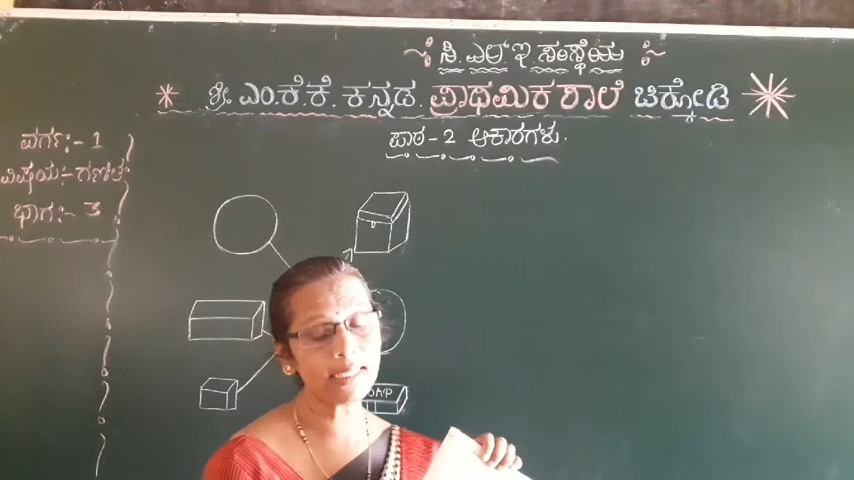 ಸಿ. ಎಲ್. ಇ. ಸಂಸ್ಥೆಯ
ಶ್ರೀ. ಎಂ.ಕೆ.ಕೆ. ಕನ್ನಡ ಪ್ರಾಥಮಿಕ ಶಾಲೆ ಚಿಕ್ಕೋಡಿ
ಪಾಠ-2 ಆಕಾರಗಳು.
ವರ್ಗ:- 1
ವಿಷಯ:- ಗಣಿತ
ಭಾಗ:- 3